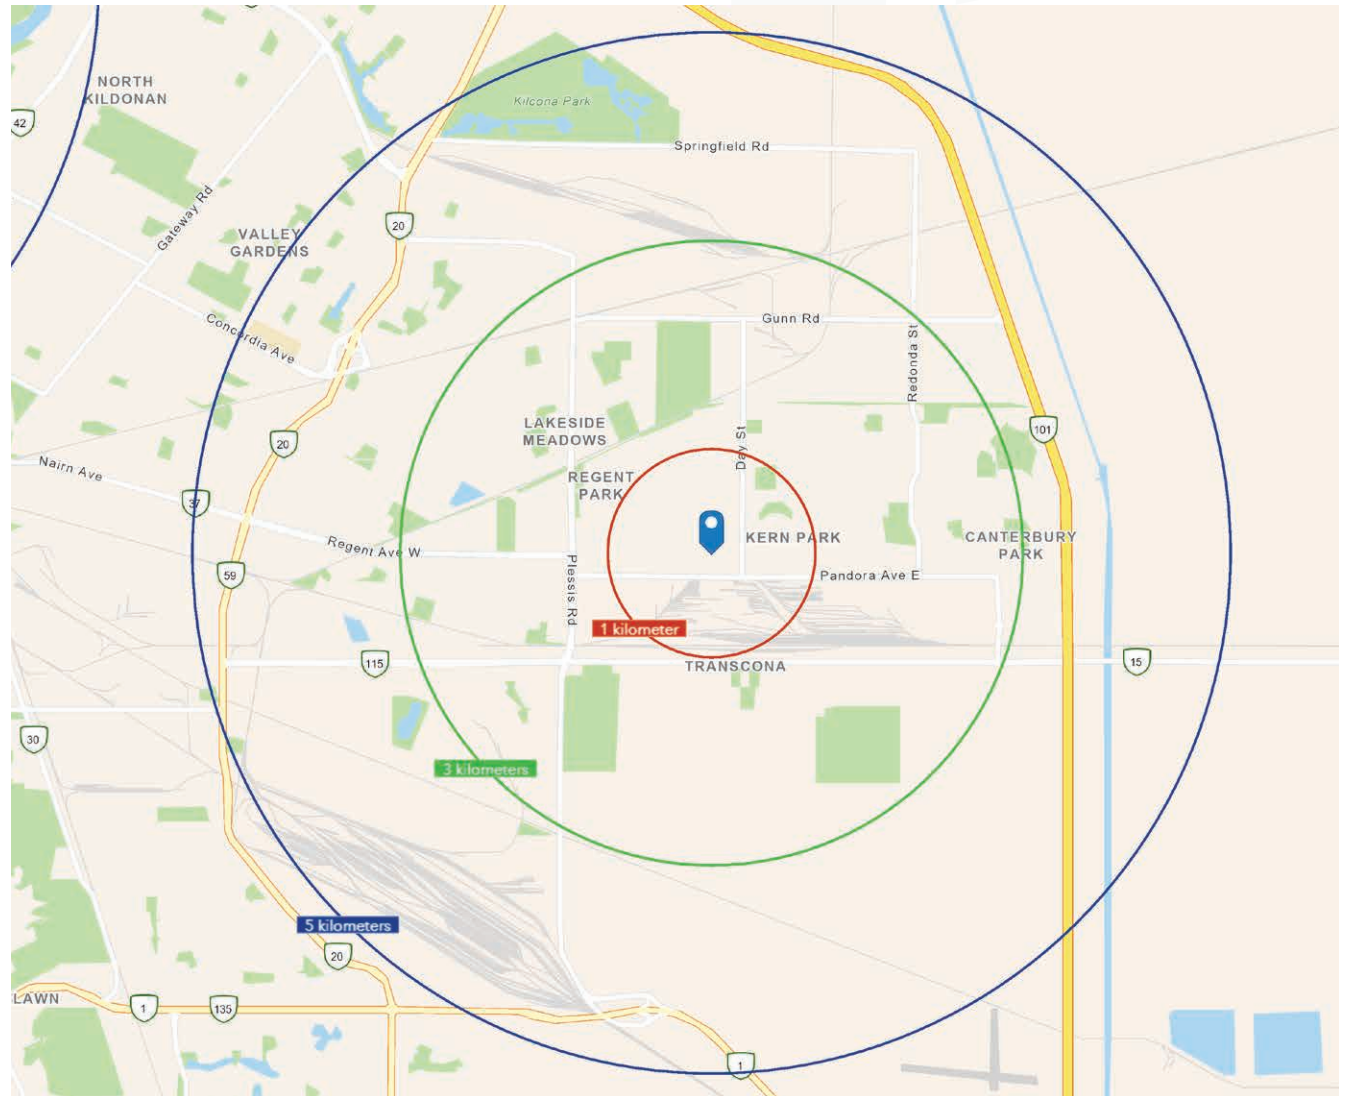 NORTH
KILDONAN
42
Kilcona Park
Springfield Rd
Gateway Rd
VALLEY
GARDENS
20
Concordia Ave
Gunn Rd
Redonda St
LAKESIDE
MEADOWS
20
101
Day St
Nairn Ave
37
REGENT
PARK
Regent Ave W
KERN PARK
CANTERBURY
PARK
59
Plessis Rd
Pandora Ave E
1 kilometer
115
TRANSCONA
15
30
3 kilometers
5 kilometers
20
LAWN
1
135
1